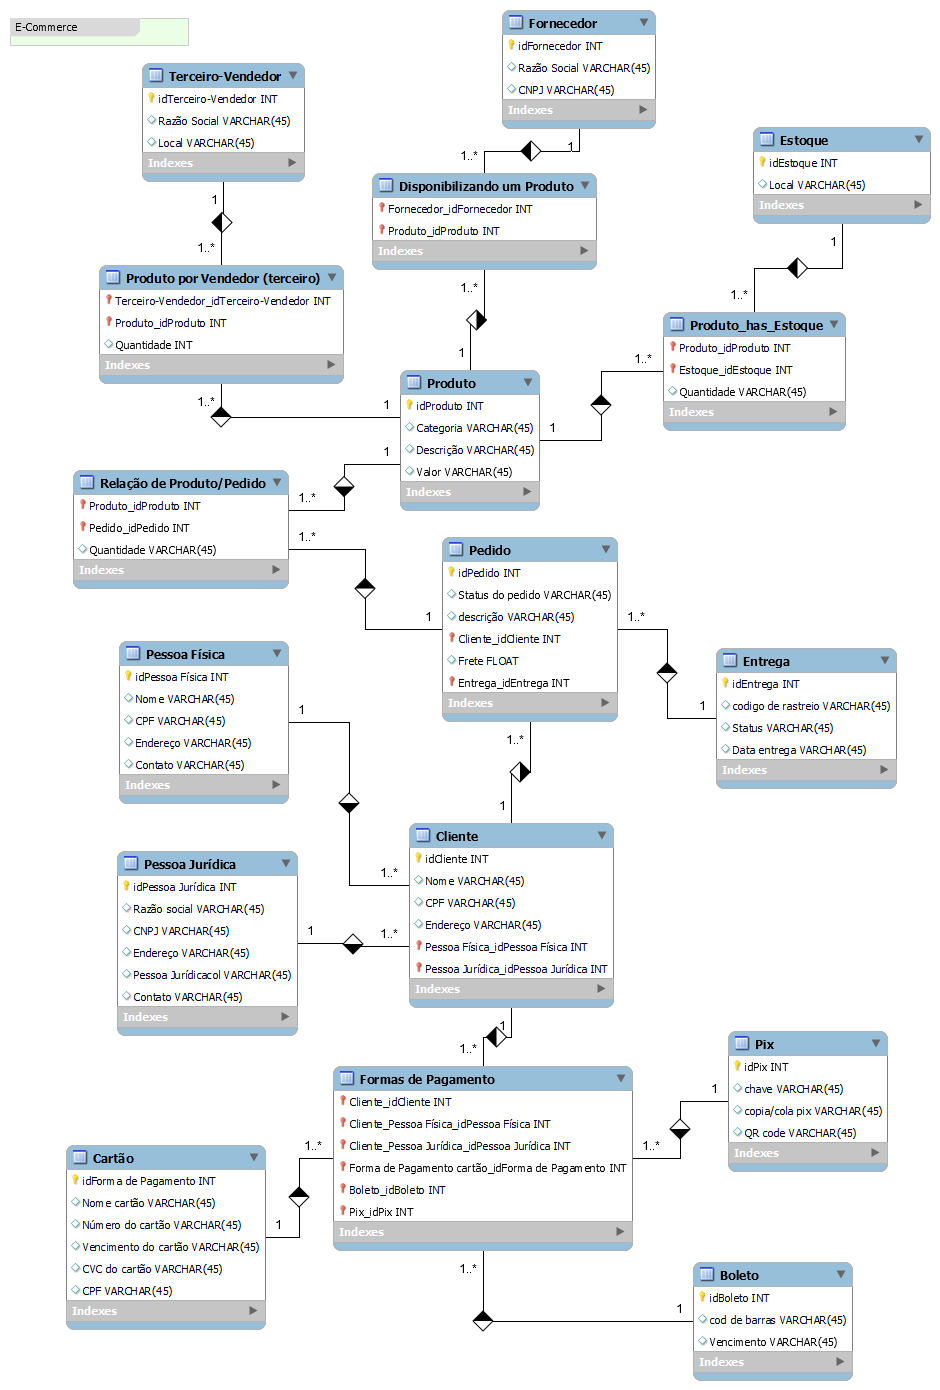 E-Commerce
Fornecedor
idFornecedor INT
Razão Social VARCHAR(45)
CNPJ VARCHAR(45)
Indexes
Terceiro-Vendedor
idTerceiro-Vendedor INT
Razão Social VARCHAR(45)
Local VARCHAR(45)
Indexes
1
1..*
1
1..*
Estoque
idEstoque INT
Local VARCHAR(45)
Indexes
Disponibilizando um Produto
Fornecedor_idFornecedor INT
Produto_idProduto INT
Indexes
1
1..*
Produto por Vendedor (terceiro)
Terceiro-Vendedor_idTerceiro-Vendedor INT
Produto_idProduto INT
Quantidade INT
Indexes
1..*
1
Produto_has_Estoque
Produto_idProduto INT
Estoque_idEstoque INT
Quantidade VARCHAR(45)
Indexes
1..*
1
1..*
1
Produto
idProduto INT
Categoria VARCHAR(45)
Descrição VARCHAR(45)
Valor VARCHAR(45)
Indexes
1
1..*
Relação de Produto/Pedido
Produto_idProduto INT
Pedido_idPedido INT
Quantidade VARCHAR(45)
Indexes
1..*
1
Pedido
idPedido INT
Status do pedido VARCHAR(45)
descrição VARCHAR(45)
Cliente_idCliente INT
Frete FLOAT
Entrega_idEntrega INT
Indexes
1..*
1
Entrega
idEntrega INT
codigo de rastreio VARCHAR(45)
Status VARCHAR(45)
Data entrega VARCHAR(45)
Indexes
Pessoa Física
idPessoa Física INT
Nome VARCHAR(45)
CPF VARCHAR(45)
Endereço VARCHAR(45)
Contato VARCHAR(45)
Indexes
1
1..*
1..*
1
Cliente
idCliente INT
Nome VARCHAR(45)
CPF VARCHAR(45)
Endereço VARCHAR(45)
Pessoa Física_idPessoa Física INT
Pessoa Jurídica_idPessoa Jurídica INT
Indexes
Pessoa Jurídica
idPessoa Jurídica INT
Razão social VARCHAR(45)
CNPJ VARCHAR(45)
Endereço VARCHAR(45)
Pessoa Jurídicacol VARCHAR(45)
Contato VARCHAR(45)
Indexes
1
1..*
1
1..*
Formas de Pagamento
Cliente_idCliente INT
Cliente_Pessoa Física_idPessoa Física INT
Cliente_Pessoa Jurídica_idPessoa Jurídica INT
Forma de Pagamento cartão_idForma de Pagamento INT
Boleto_idBoleto INT
Pix_idPix INT
Indexes
Pix
idPix INT
chave VARCHAR(45)
copia/cola pix VARCHAR(45)
QR code VARCHAR(45)
Indexes
1
1..*
Cartão
idForma de Pagamento INT
Nome cartão VARCHAR(45)
Número do cartão VARCHAR(45)
Vencimento do cartão VARCHAR(45)
CVC do cartão VARCHAR(45)
CPF VARCHAR(45)
Indexes
1..*
1
1..*
1
Boleto
idBoleto INT
cod de barras VARCHAR(45)
Vencimento VARCHAR(45)
Indexes